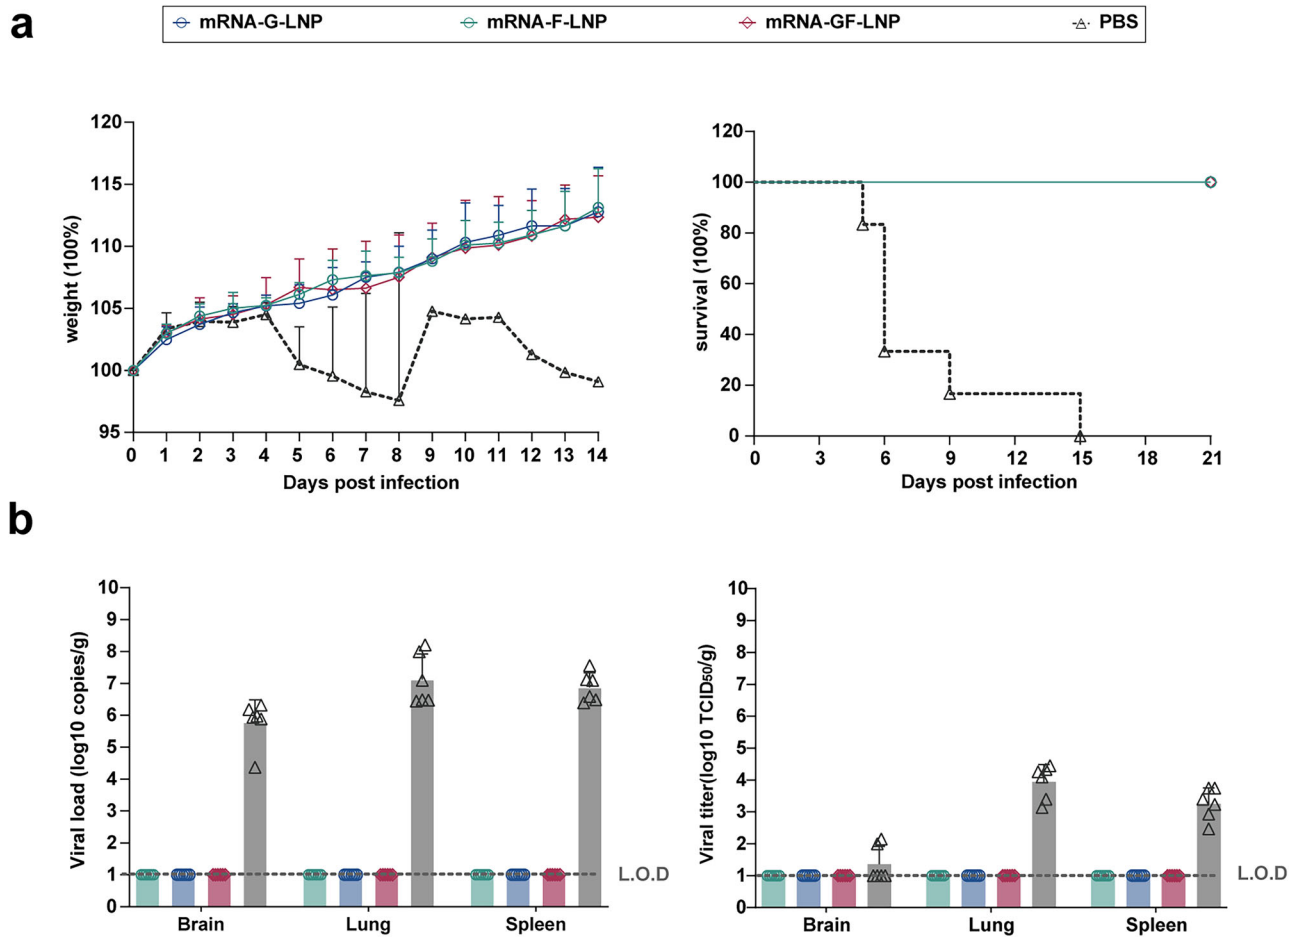 a
mRNA-G-LNP mRNA-F-LNP mRNA-GF-LNP PBS
weight (100%)
120
115
110
105
100
95
0 1 2 3 4 5 6 7 8 9 10 11 12 13 14
Days post infection
survival (100%)
120
100
80
60
40
20
0
0 3 6 9 12 15 18 21
Days post infection
b
Viral load (log10 copies/g)
10
9
8
7
6
5
4
3
2
1
0
L.O.D
Brain Lung Spleen
Viral titer(log10 TCID50/g)
10
9
8
7
6
5
4
3
2
1
0
L.O.D
Brain Lung Spleen